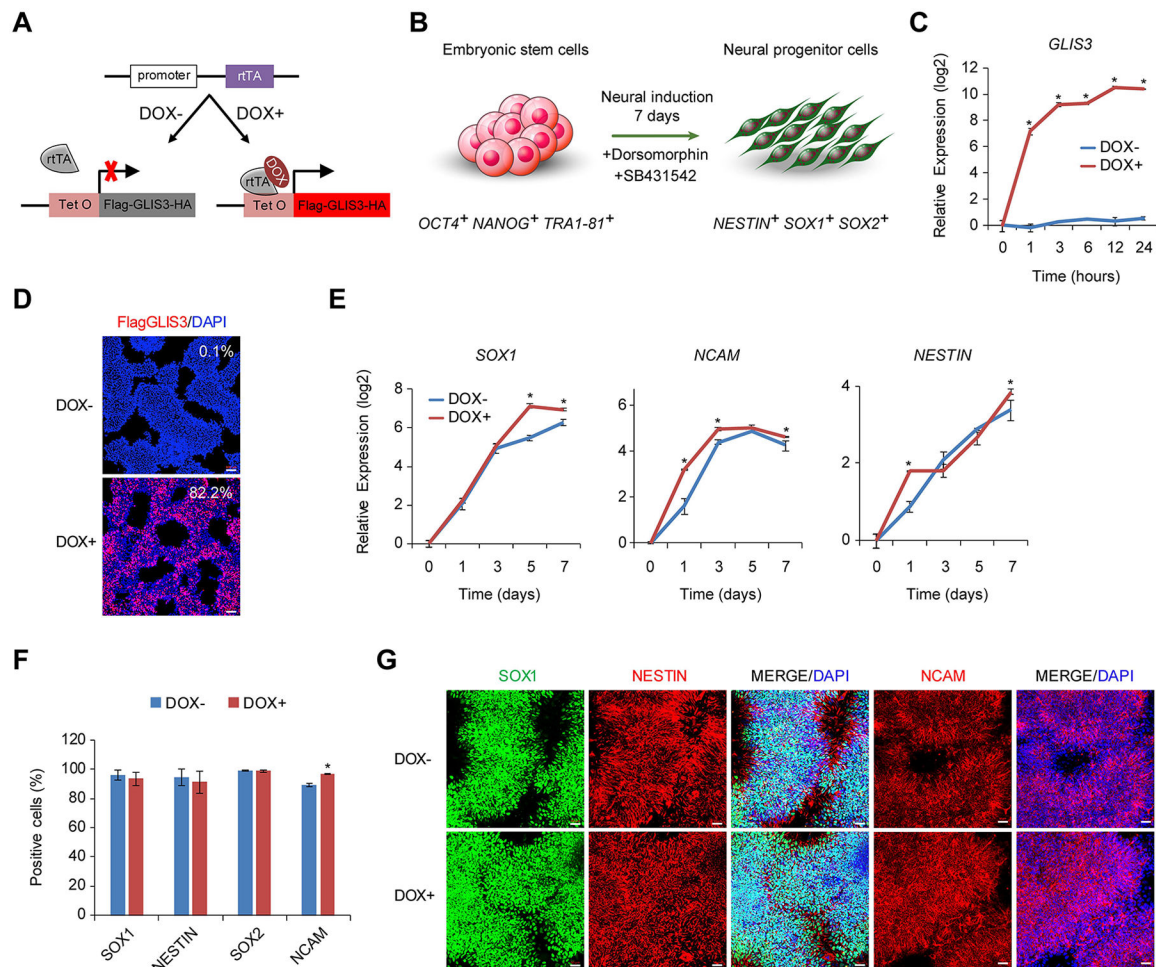 A
promoter
rtTA
DOX-
DOX+
rtTA
Tet O
Flag-GLIS3-HA
rtTA
DOX
Tet O
Flag-GLIS3-HA
B
Embryonic stem cells
Neural progenitor cells
Neural induction
7 days
+Dorsomorphin
+SB431542
OCT4+ NANOG+ TRA1-81+
NESTIN+ SOX1+ SOX2+
C
GLIS3
Relative Expression (log2)
12
10
8
6
4
2
0
* * * * *
DOX-
DOX+
0 1 3 6 12 24
Time (hours)
D
FlagGLIS3/DAPI
DOX-
0.1%
DOX+
82.2%
E
SOX1
Relative Expression (log2)
8
6
4
2
0
DOX-
DOX+
* *
0 1 3 5 7
Time (days)
NCAM
6
4
2
0
* * *
0 1 3 5 7
Time (days)
NESTIN
4
2
0
* *
0 1 3 5 7
Time (days)
F
DOX-
DOX+
Positive cells (%)
120
100
80
60
40
20
0
*
SOX1
NESTIN
SOX2
NCAM
G
SOX1
NESTIN
MERGE/DAPI
NCAM
MERGE/DAPI
DOX-
DOX+